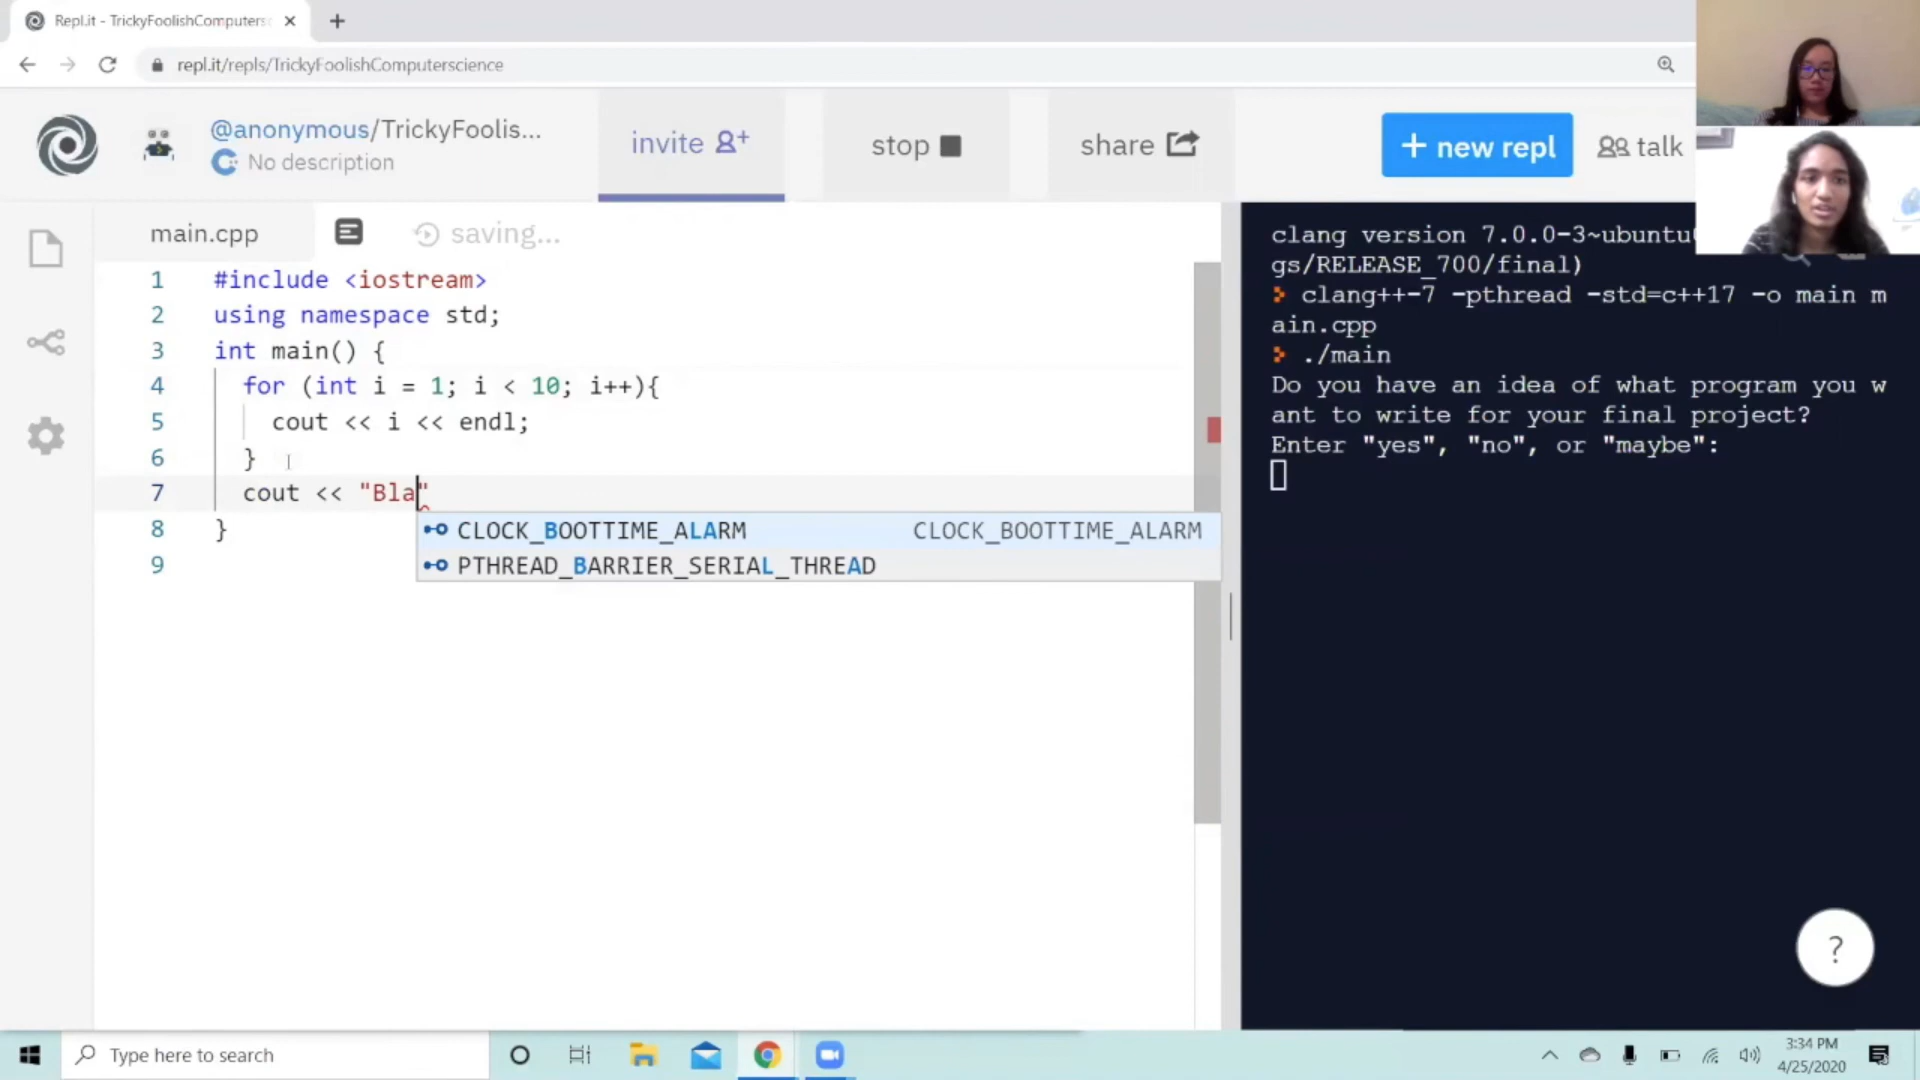 Repl.it - TrickyFoolishComputersc
repl.it/repls/TrickyFoolishComputerscience
@anonymous/TrickyFoolis...
No description
invite
stop
share
+ new repl
talk
main.cpp
saving...
1 #include <iostream>
2 using namespace std;
3 int main() {
4 for (int i = 1; i < 10; i++){
5 cout << i << endl;
6 }
7 cout << "Bla"
8 }
9
CLOCK_BOOTTIME_ALARM CLOCK_BOOTTIME_ALARM
PTHREAD_BARRIER_SERIAL_THREAD
clang version 7.0.0-3~ubuntu
gs/RELEASE_700/final)
clang++-7 -pthread -std=c++17 -o main m
ain.cpp
./main
Do you have an idea of what program you w
ant to write for your final project?
Enter "yes", "no", or "maybe":
?
Type here to search
3:34 PM
4/25/2020